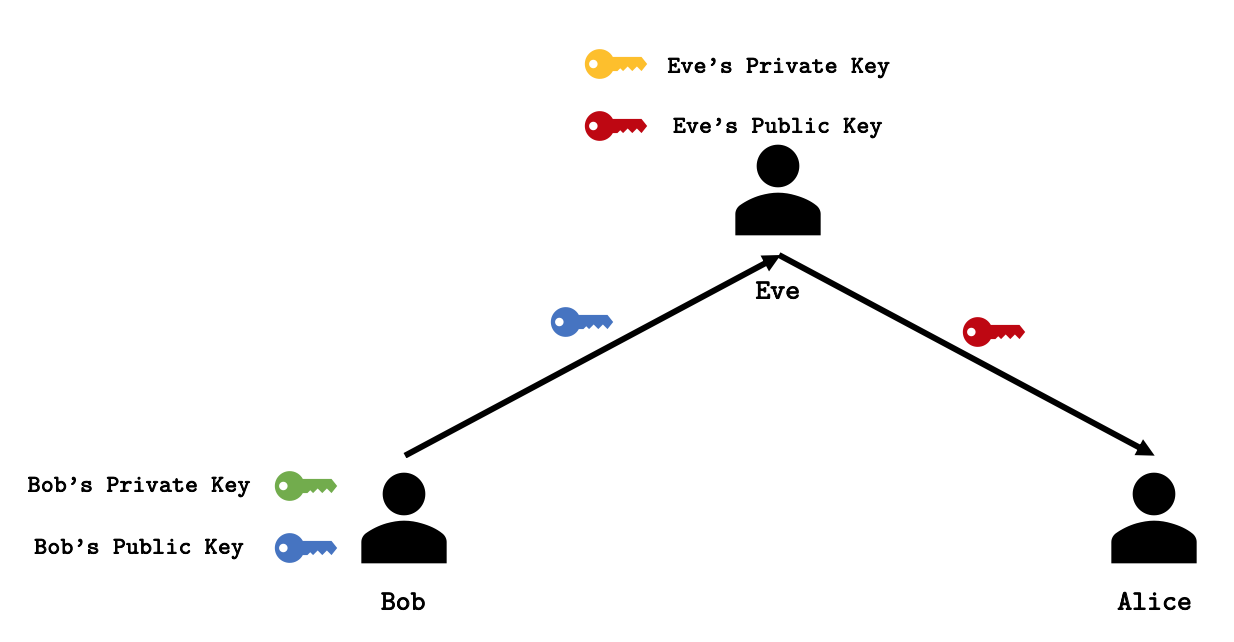 Eve’s Private Key
Eve’s Public Key
Eve
Bob’s Private Key
Bob’s Public Key
Bob
Alice